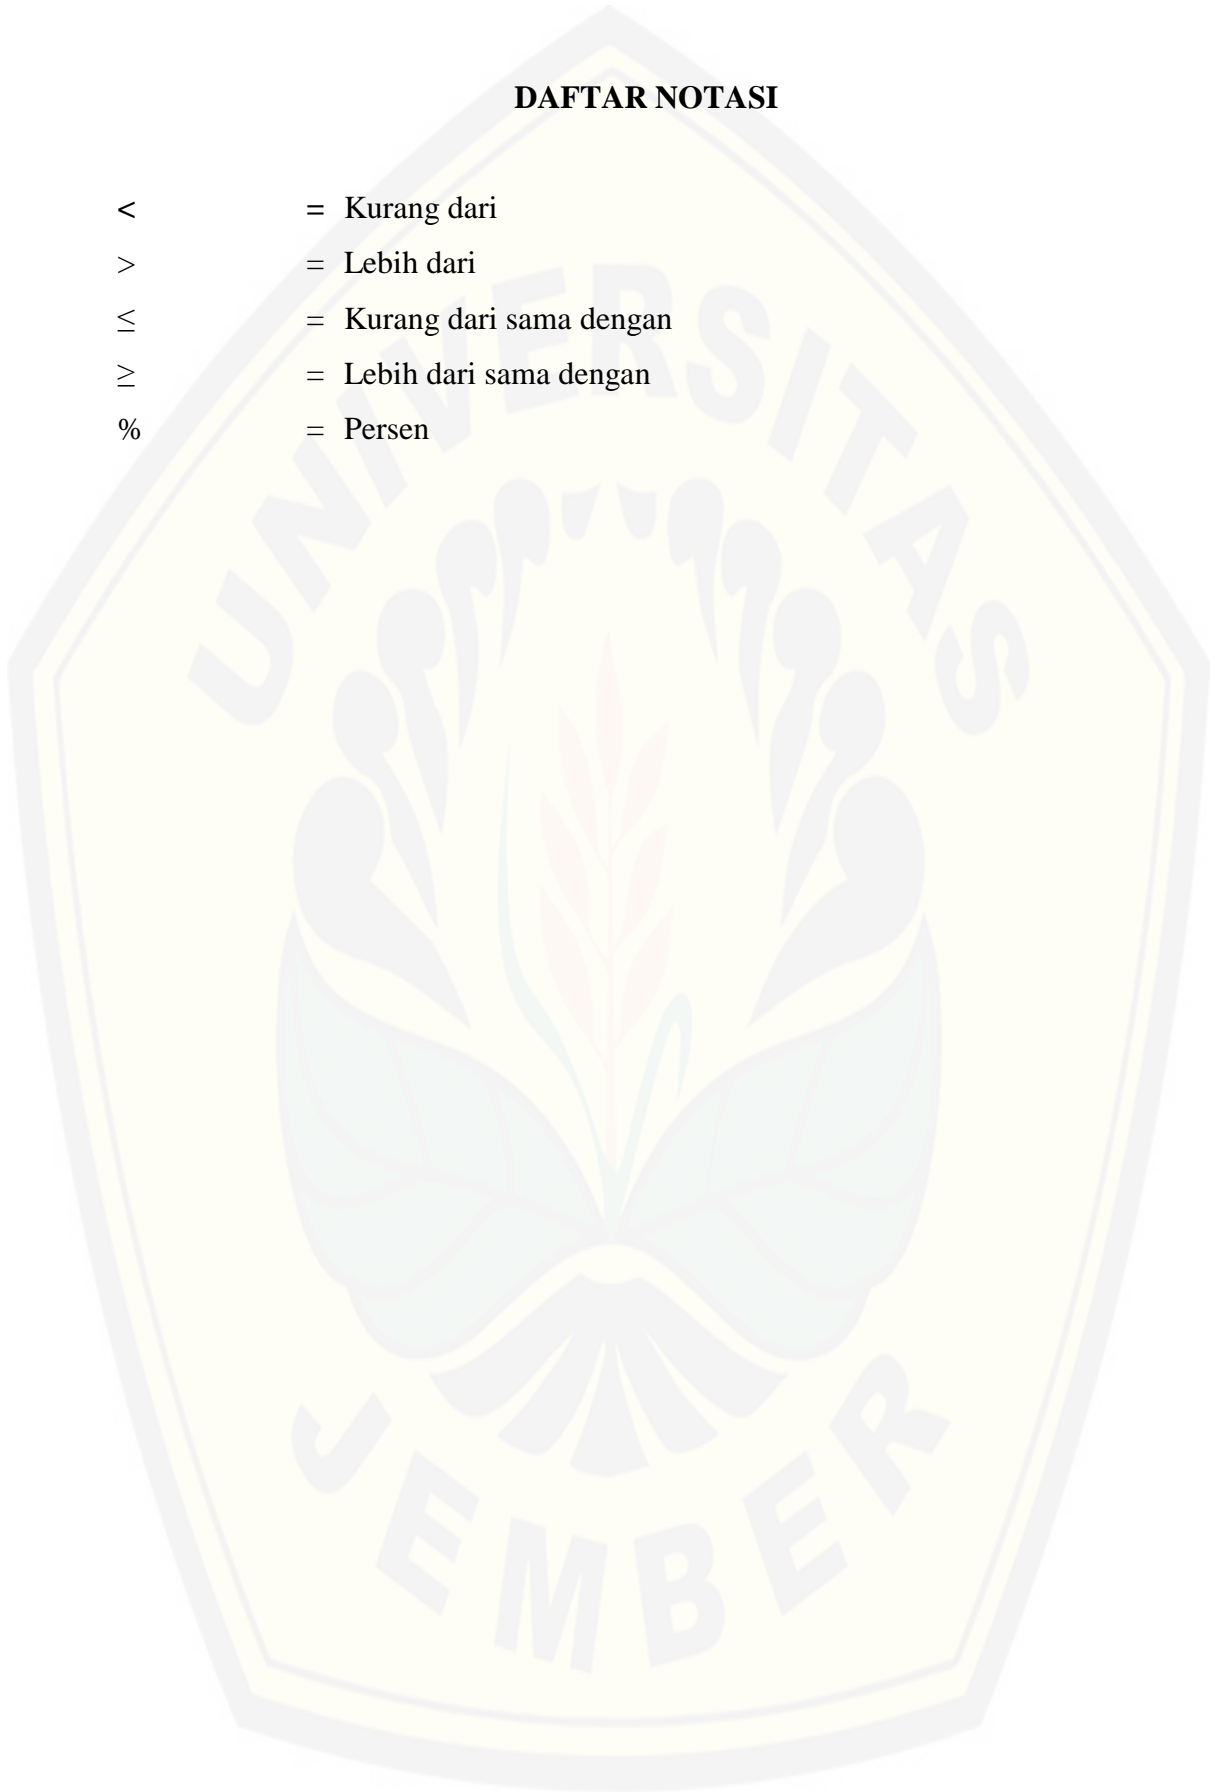 DAFTAR NOTASI
< = Kurang dari
> = Lebih dari
≤ = Kurang dari sama dengan
≥ = Lebih dari sama dengan
% = Persen
UNIVERSITAS
JEMBER